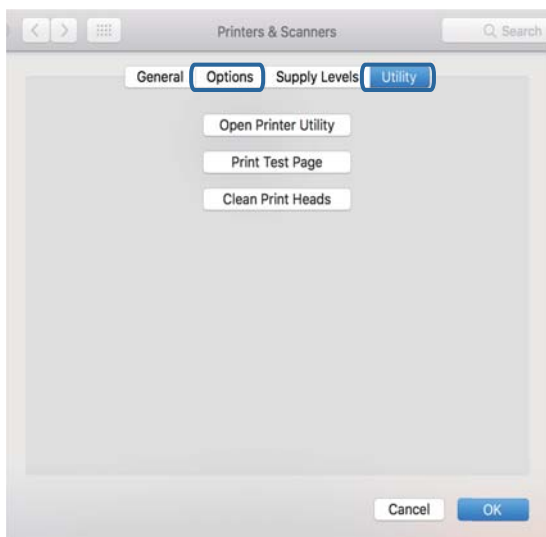 Printers & Scanners Search
General Options Supply Levels Utility
Open Printer Utility
Print Test Page
Clean Print Heads
Cancel OK